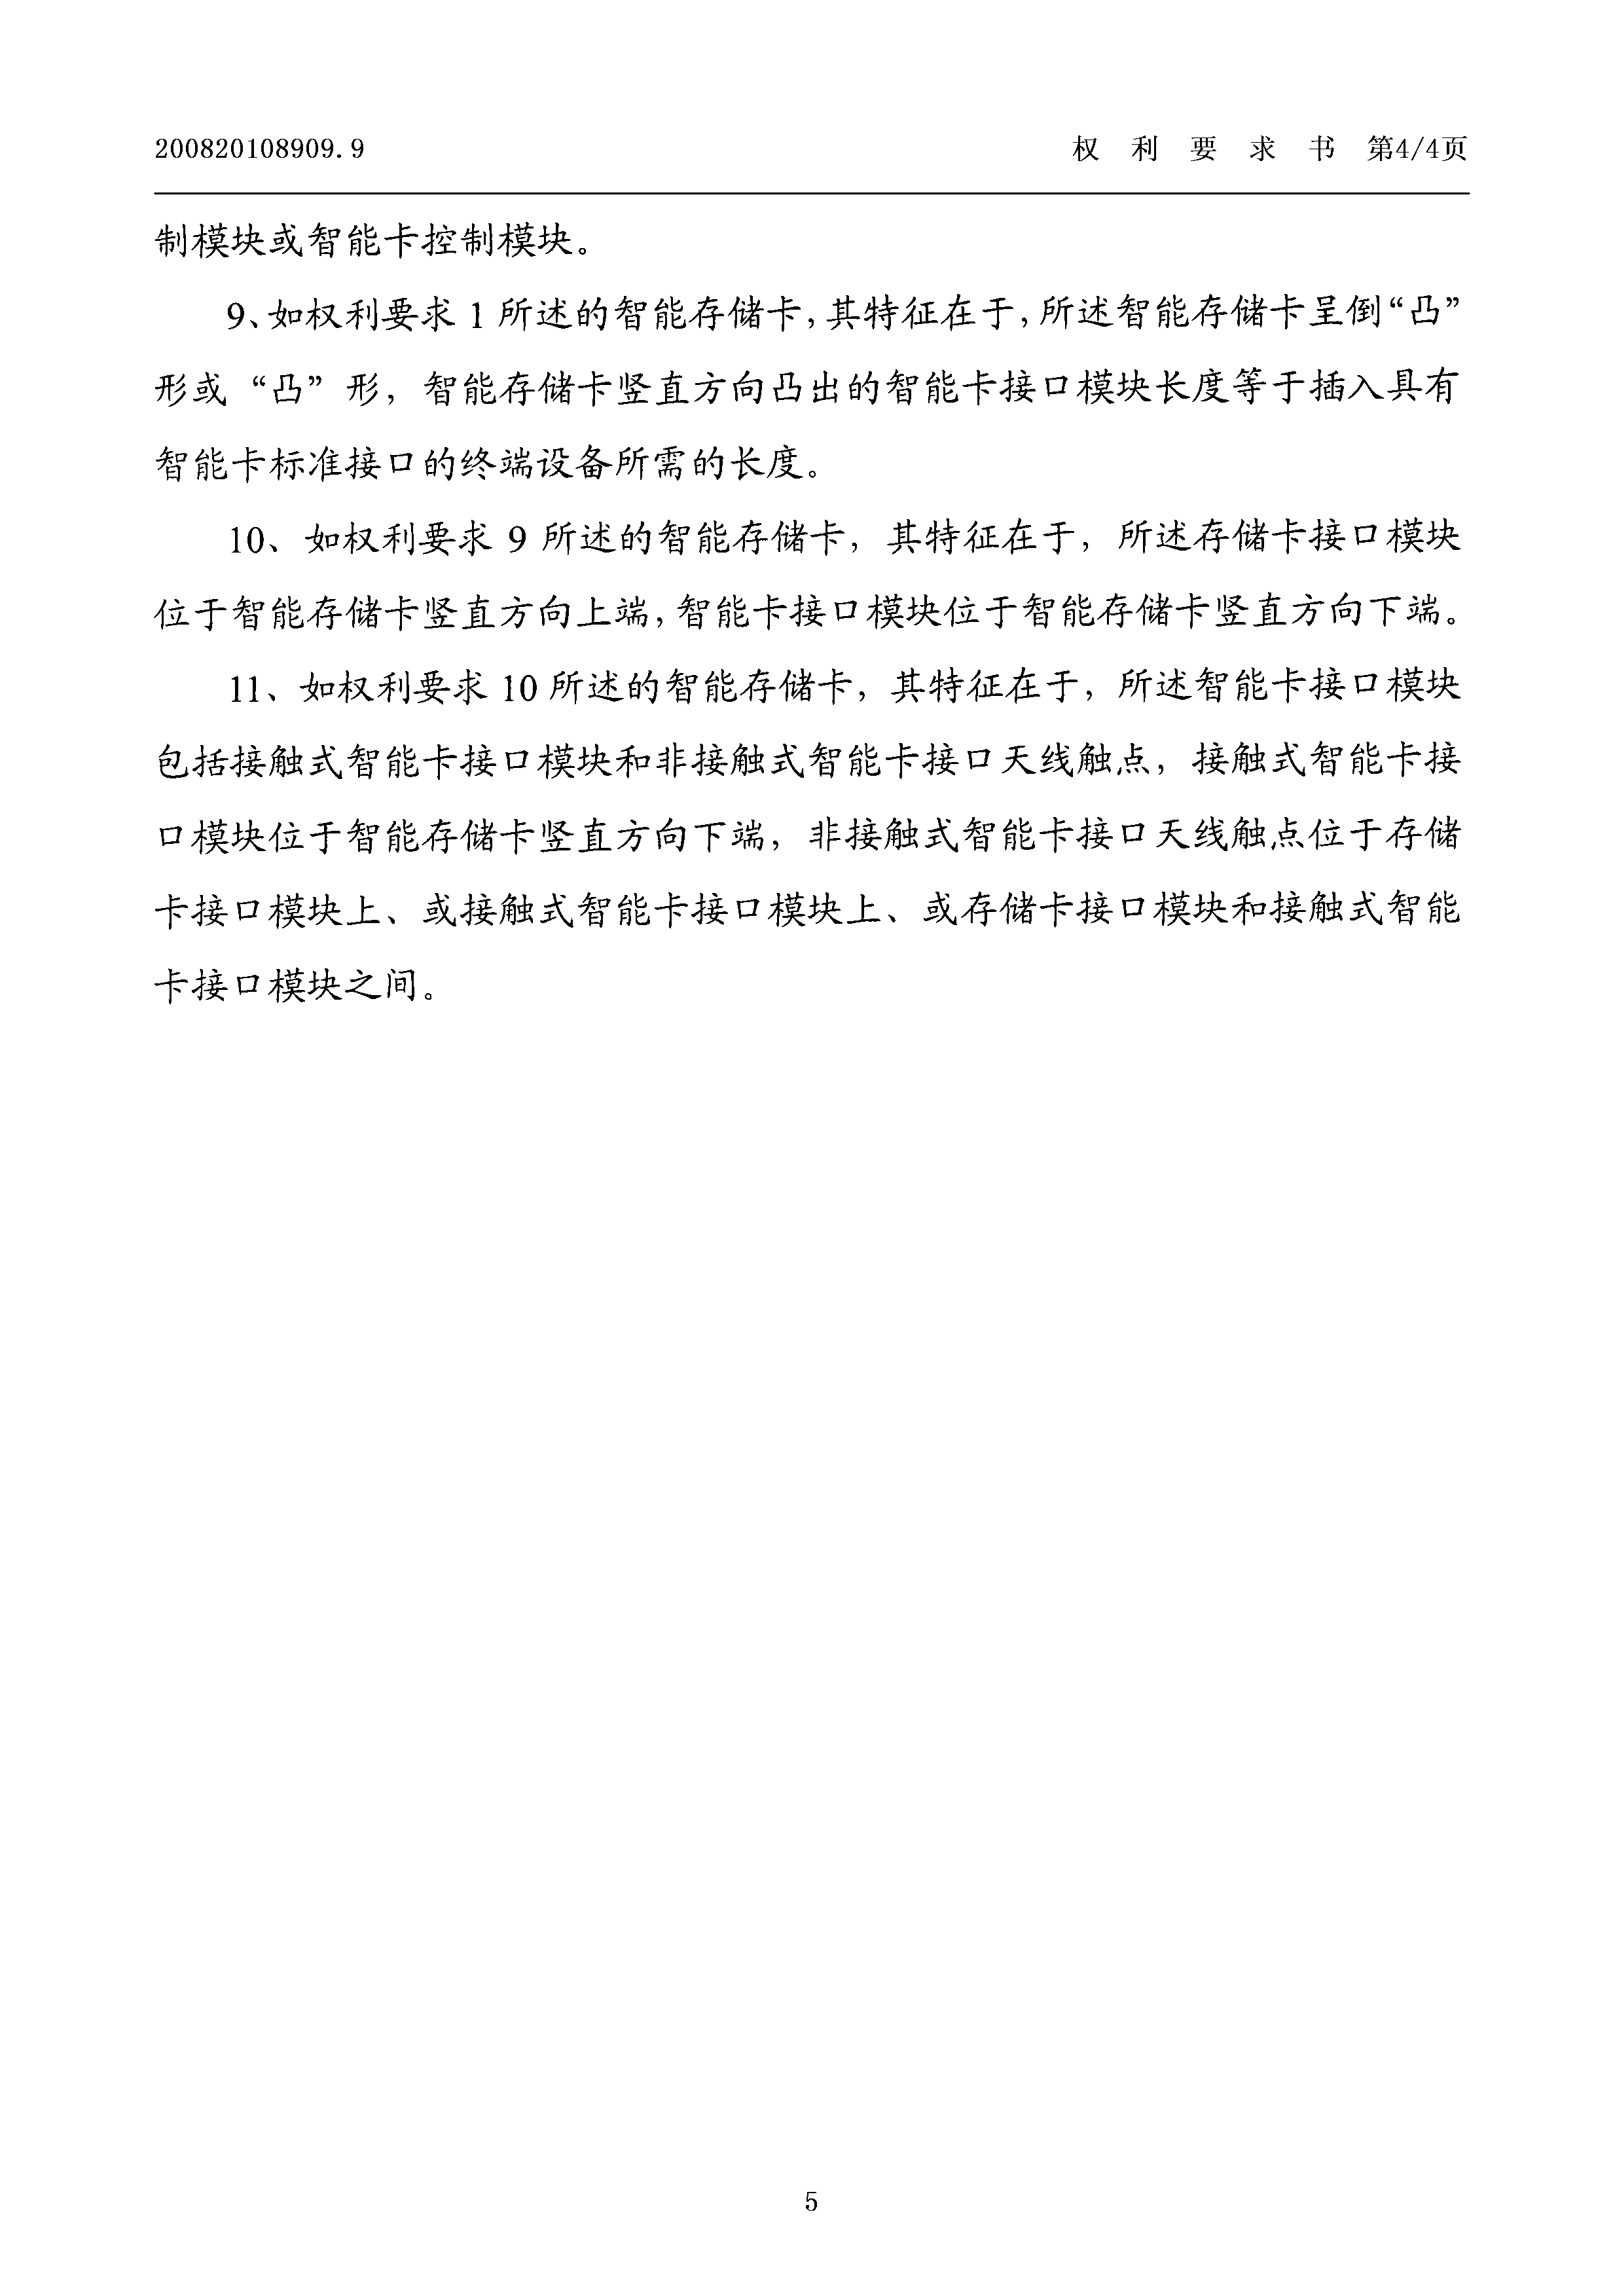 200820108909.9 权利要求书 第4/4页
制模块或智能卡控制模块。
9、如权利要求 1 所述的智能存储卡，其特征在于，所述智能存储卡呈倒“凸”
形或“凸”形，智能存储卡竖直方向凸出的智能卡接口模块长度等于插入具有
智能卡标准接口的终端设备所需的长度。
10、如权利要求 9 所述的智能存储卡，其特征在于，所述存储卡接口模块
位于智能存储卡竖直方向上端，智能卡接口模块位于智能存储卡竖直方向下端。
11、如权利要求 10 所述的智能存储卡，其特征在于，所述智能卡接口模块
包括接触式智能卡接口模块和非接触式智能卡接口天线触点，接触式智能卡接
口模块位于智能存储卡竖直方向下端，非接触式智能卡接口天线触点位于存储
卡接口模块上、或接触式智能卡接口模块上、或存储卡接口模块和接触式智能
卡接口模块之间。
5